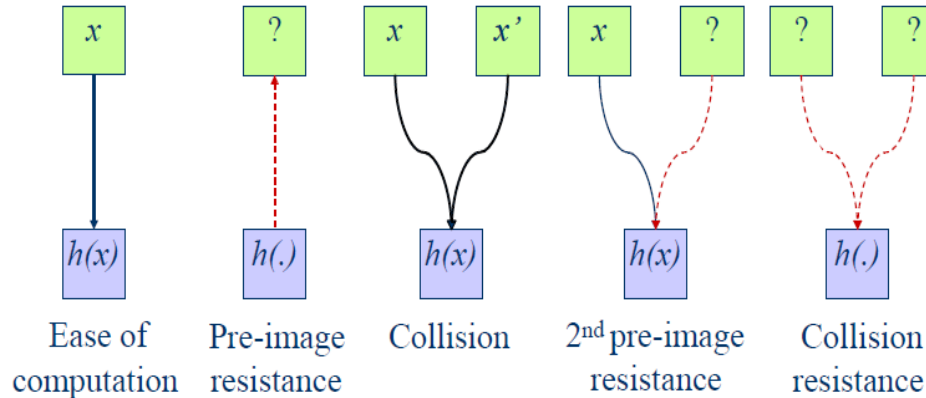 x
?
x
x’
x
?
?
?
h(x)
h(.)
h(x)
h(x)
h(.)
Ease of
computation
Pre-image
resistance
Collision
2nd pre-image
resistance
Collision
resistance